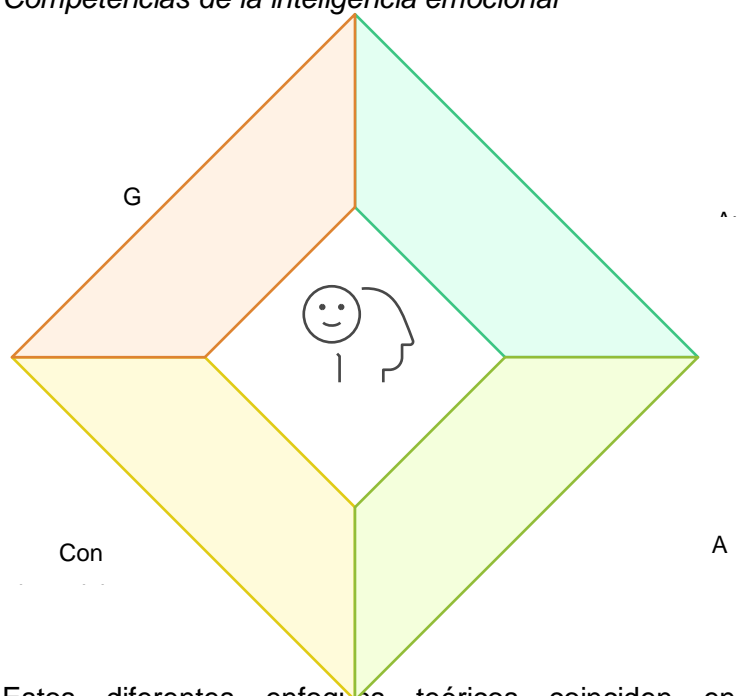 Competencias de la inteligencia emocional
G
Con
A
Estos diferentes enfoques teóricos coinciden en